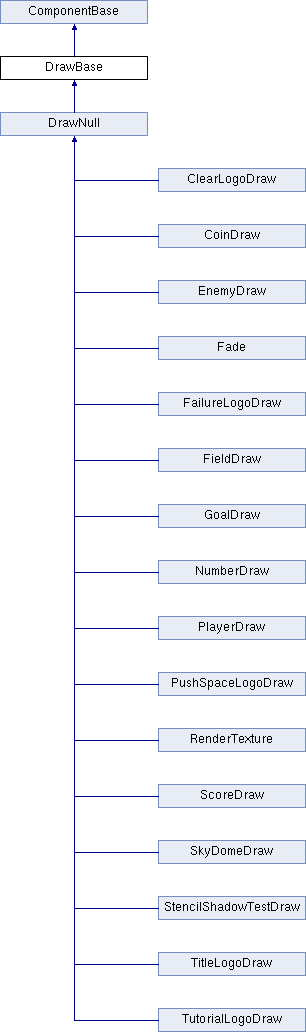 ComponentBase
DrawBase
DrawNull
ClearLogoDraw
CoinDraw
EnemyDraw
Fade
FailureLogoDraw
FieldDraw
GoalDraw
NumberDraw
PlayerDraw
PushSpaceLogoDraw
RenderTexture
ScoreDraw
SkyDomeDraw
StencilShadowTestDraw
TitleLogoDraw
TutorialLogoDraw